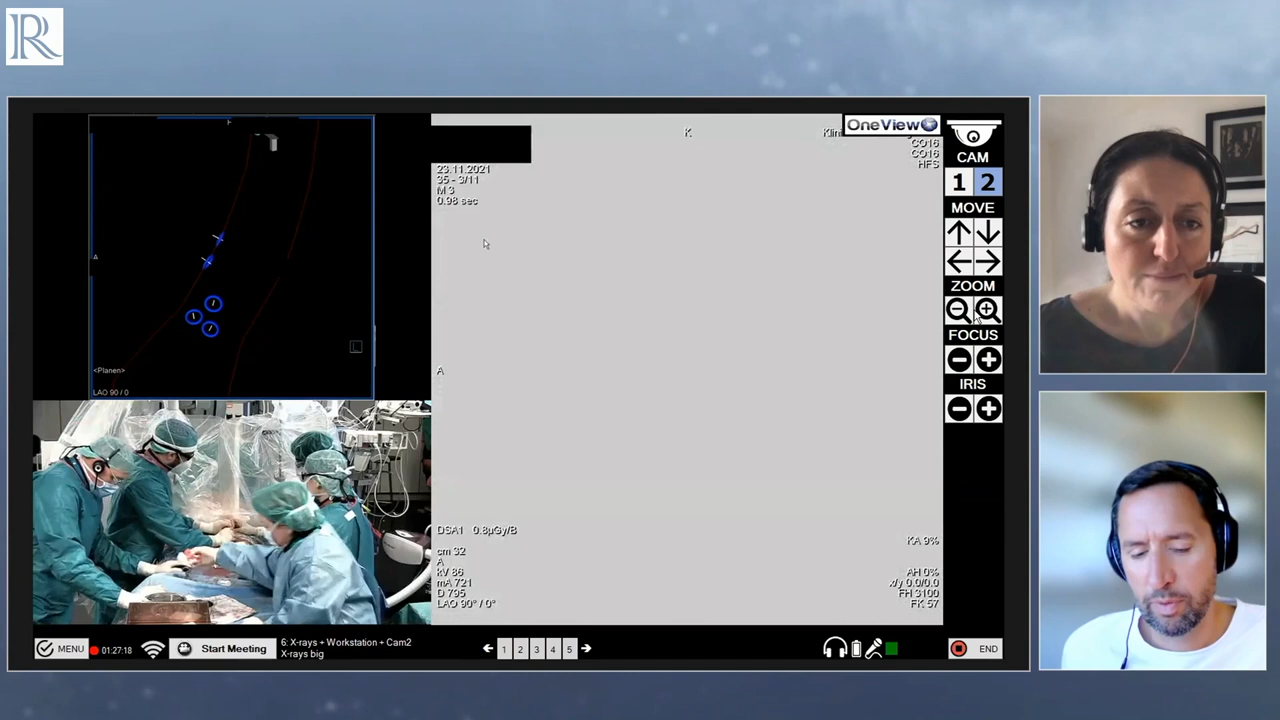 R
OneView
CAM
1 2
MOVE
ZOOM
FOCUS
IRIS
H
A
<Planen>
LAO 90 / 0
L
23.11.2021
35 - 3/11
M 3
0.98 sec
K
CO16
CO16
HFS
A
DSA1 0.8µGy/B
cm 32
A
kV 86
mA 721
D 795
LAO 90° / 0°
KA 9%
AH 0%
x/y 0.0/0.0
FH 3100
FK 57
MENU
01:27:18
Start Meeting
6: X-rays + Workstation + Cam2
X-rays big
1 2 3 4 5
END